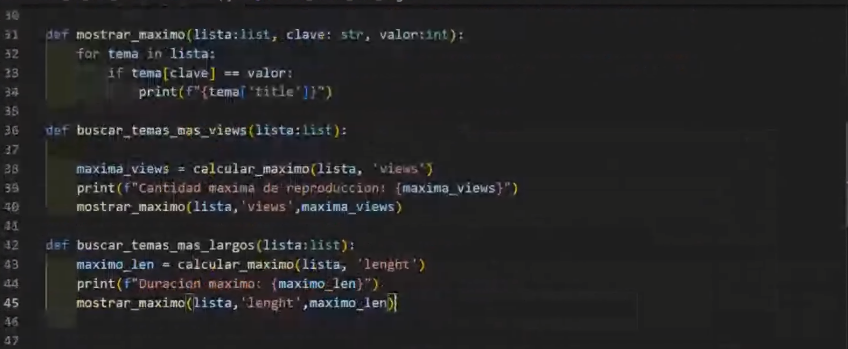 30
31 def mostrar_maximo(lista:list, clave: str, valor:int):
32 for tema in lista:
33 if tema[clave] == valor:
34 print(f"{tema['title']}")
35
36 def buscar_temas_mas_views(lista:list):
37
38 maxima_views = calcular_maximo(lista, 'views')
39 print(f"Cantidad maxima de reproduccion: {maxima_views}")
40 mostrar_maximo(lista,'views',maxima_views)
41
42 def buscar_temas_mas_largos(lista:list):
43 maximo_len = calcular_maximo(lista, 'lenght')
44 print(f"Duracion maximo: {maximo_len}")
45 mostrar_maximo(lista,'lenght',maximo_len)
46
47